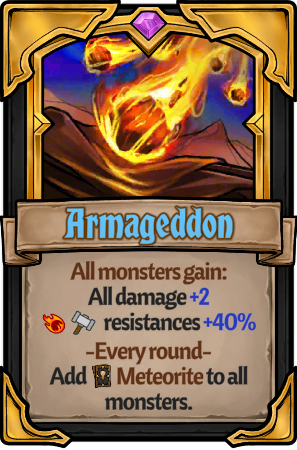 Armageddon
All monsters gain:
All damage +2
resistances +40%
-Every round-
Add Meteorite to all
monsters.